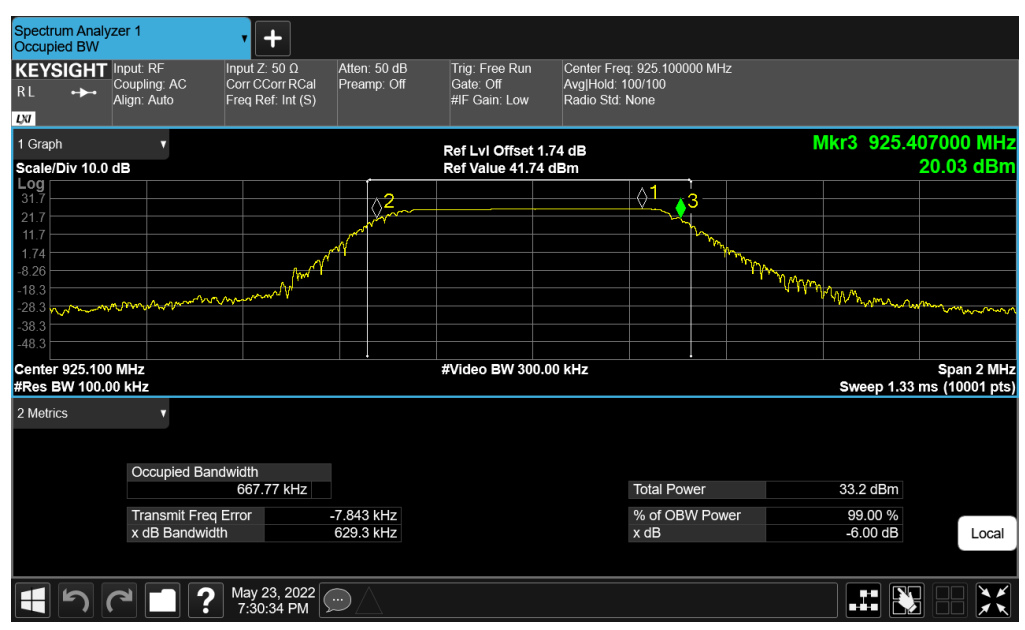 Spectrum Analyzer 1
Occupied BW
KEYSIGHT
R L
LXI
Input: RF
Coupling: AC
Align: Auto
Input Z: 50 Ω
Corr CCorr RCal
Freq Ref: Int (S)
Atten: 50 dB
Preamp: Off
Trig: Free Run
Gate: Off
#IF Gain: Low
Center Freq: 925.100000 MHz
Avg|Hold: 100/100
Radio Std: None
1 Graph
Scale/Div 10.0 dB
Ref Lvl Offset 1.74 dB
Ref Value 41.74 dBm
Mkr3 925.407000 MHz
20.03 dBm
Log
31.7
21.7
11.7
1.74
-8.26
-18.3
-28.3
-38.3
-48.3
2
1
3
Center 925.100 MHz
#Res BW 100.00 kHz
#Video BW 300.00 kHz
Span 2 MHz
Sweep 1.33 ms (10001 pts)
2 Metrics
Occupied Bandwidth
667.77 kHz
Transmit Freq Error -7.843 kHz
x dB Bandwidth 629.3 kHz
Total Power 33.2 dBm
% of OBW Power 99.00 %
x dB -6.00 dB
Local
?
May 23, 2022
7:30:34 PM